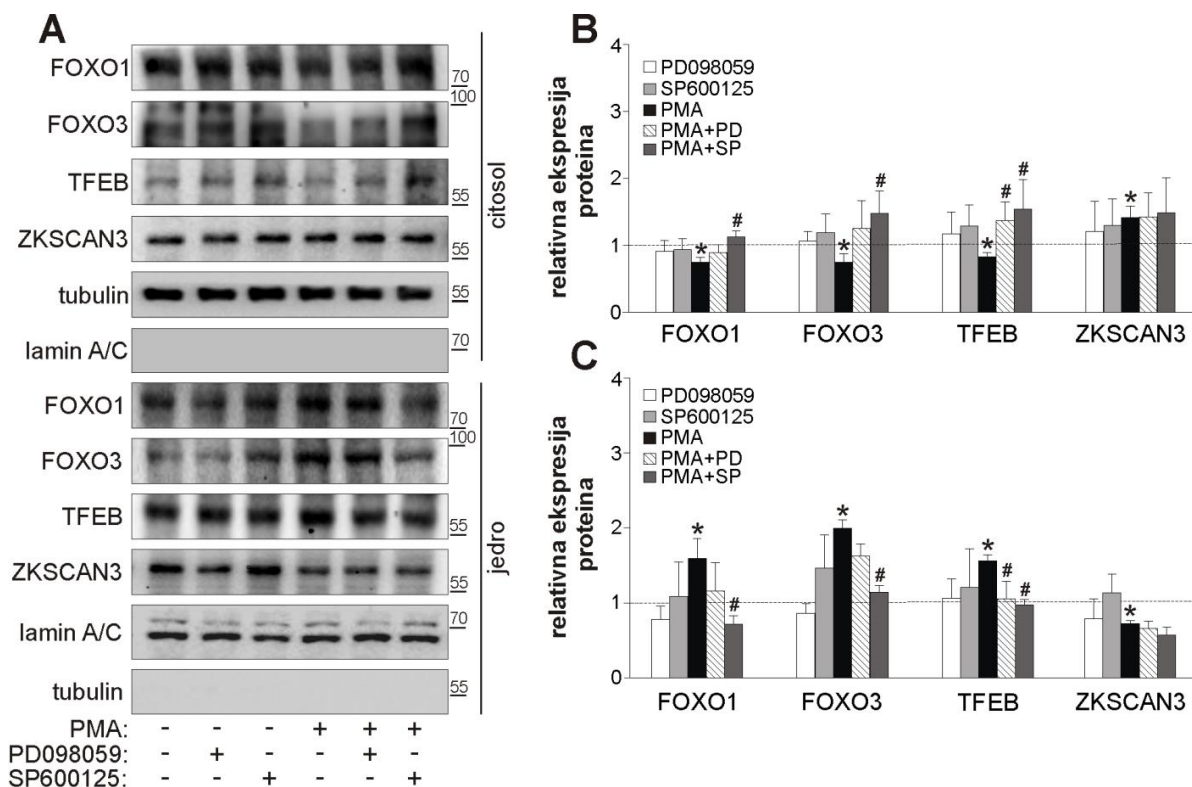 A
FOXO1
70
100
FOXO3
TFEB
55
ZKSCAN3
55
tubulin
55
lamin A/C
70
citosol
FOXO1
70
100
FOXO3
TFEB
55
ZKSCAN3
55
lamin A/C
70
tubulin
55
jedro
PMA: - - - + + +
PD098059: - + - - + -
SP600125: - - + - - +
B
relativna ekspresija
proteina
4
3
2
1
0
PD098059
SP600125
PMA
PMA+PD
PMA+SP
* # * # * # # *
FOXO1 FOXO3 TFEB ZKSCAN3
C
relativna ekspresija
proteina
4
3
2
1
0
PD098059
SP600125
PMA
PMA+PD
PMA+SP
* # * # * # # *
FOXO1 FOXO3 TFEB ZKSCAN3